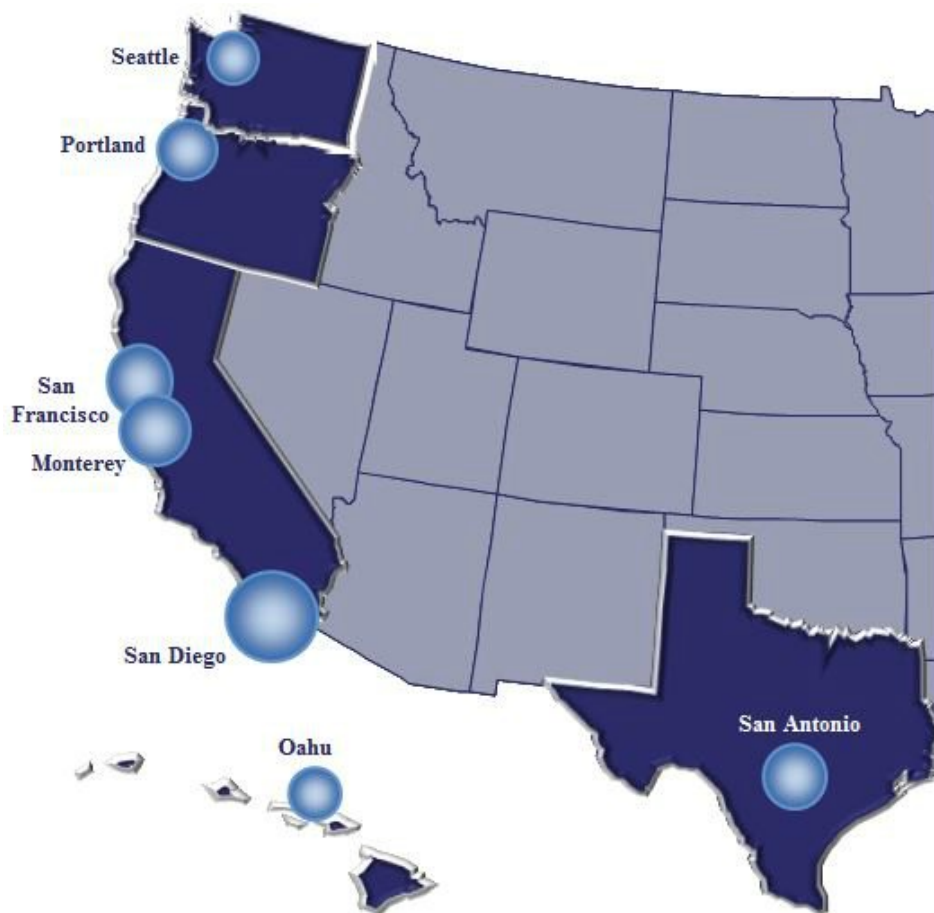 Seattle
Portland
San
Francisco
Monterey
San Diego
San Antonio
Oahu